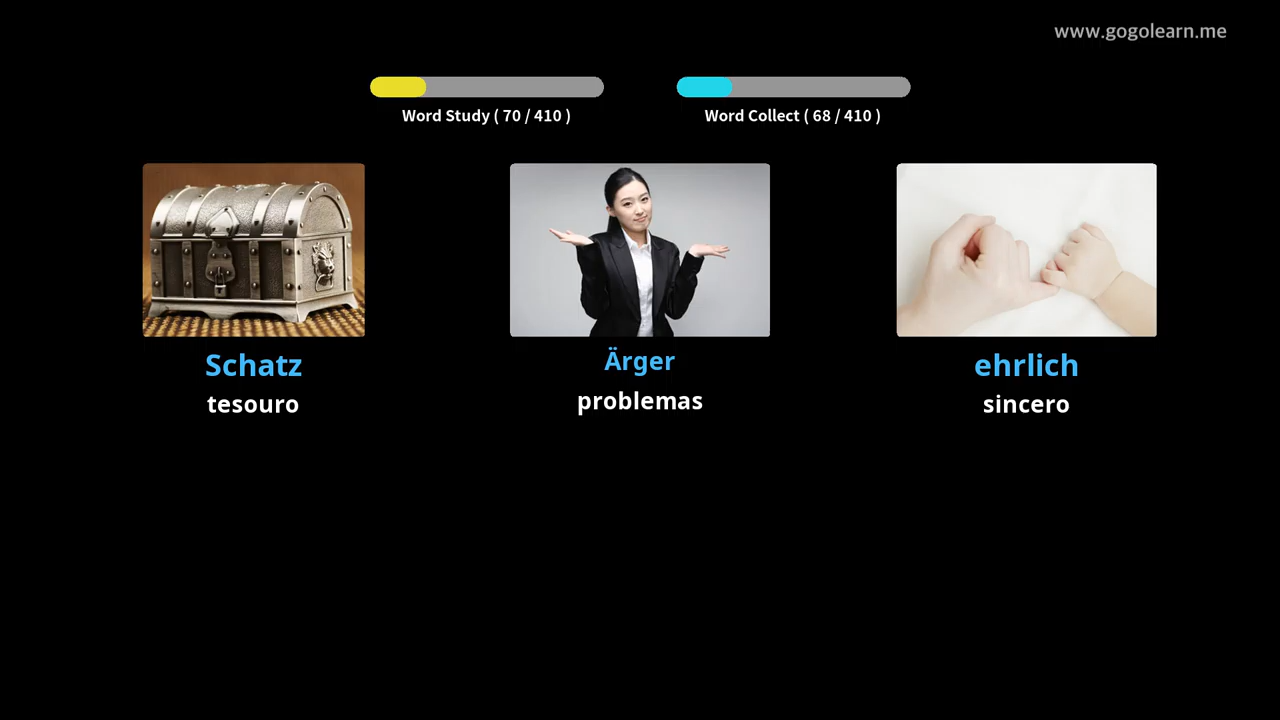 www.gogolearn.me
Word Study ( 70 / 410 )
Word Collect ( 68 / 410 )
Schatz
tesouro
Ärger
problemas
ehrlich
sincero